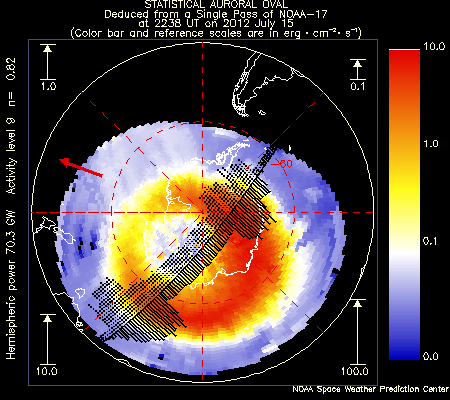 STATISTICAL AURORAL OVAL
Deduced from a Single Pass of NOAA-17
at 2238 UT on 2012 July 15
(Color bar and reference scales are in erg · cm⁻² · s⁻¹)
1.0
0.1
10.0
1.0
0.1
0.0
-60
10.0
100.0
Hemispheric power 70.3 GW Activity level 9 n= 0.82
NOAA Space Weather Prediction Center